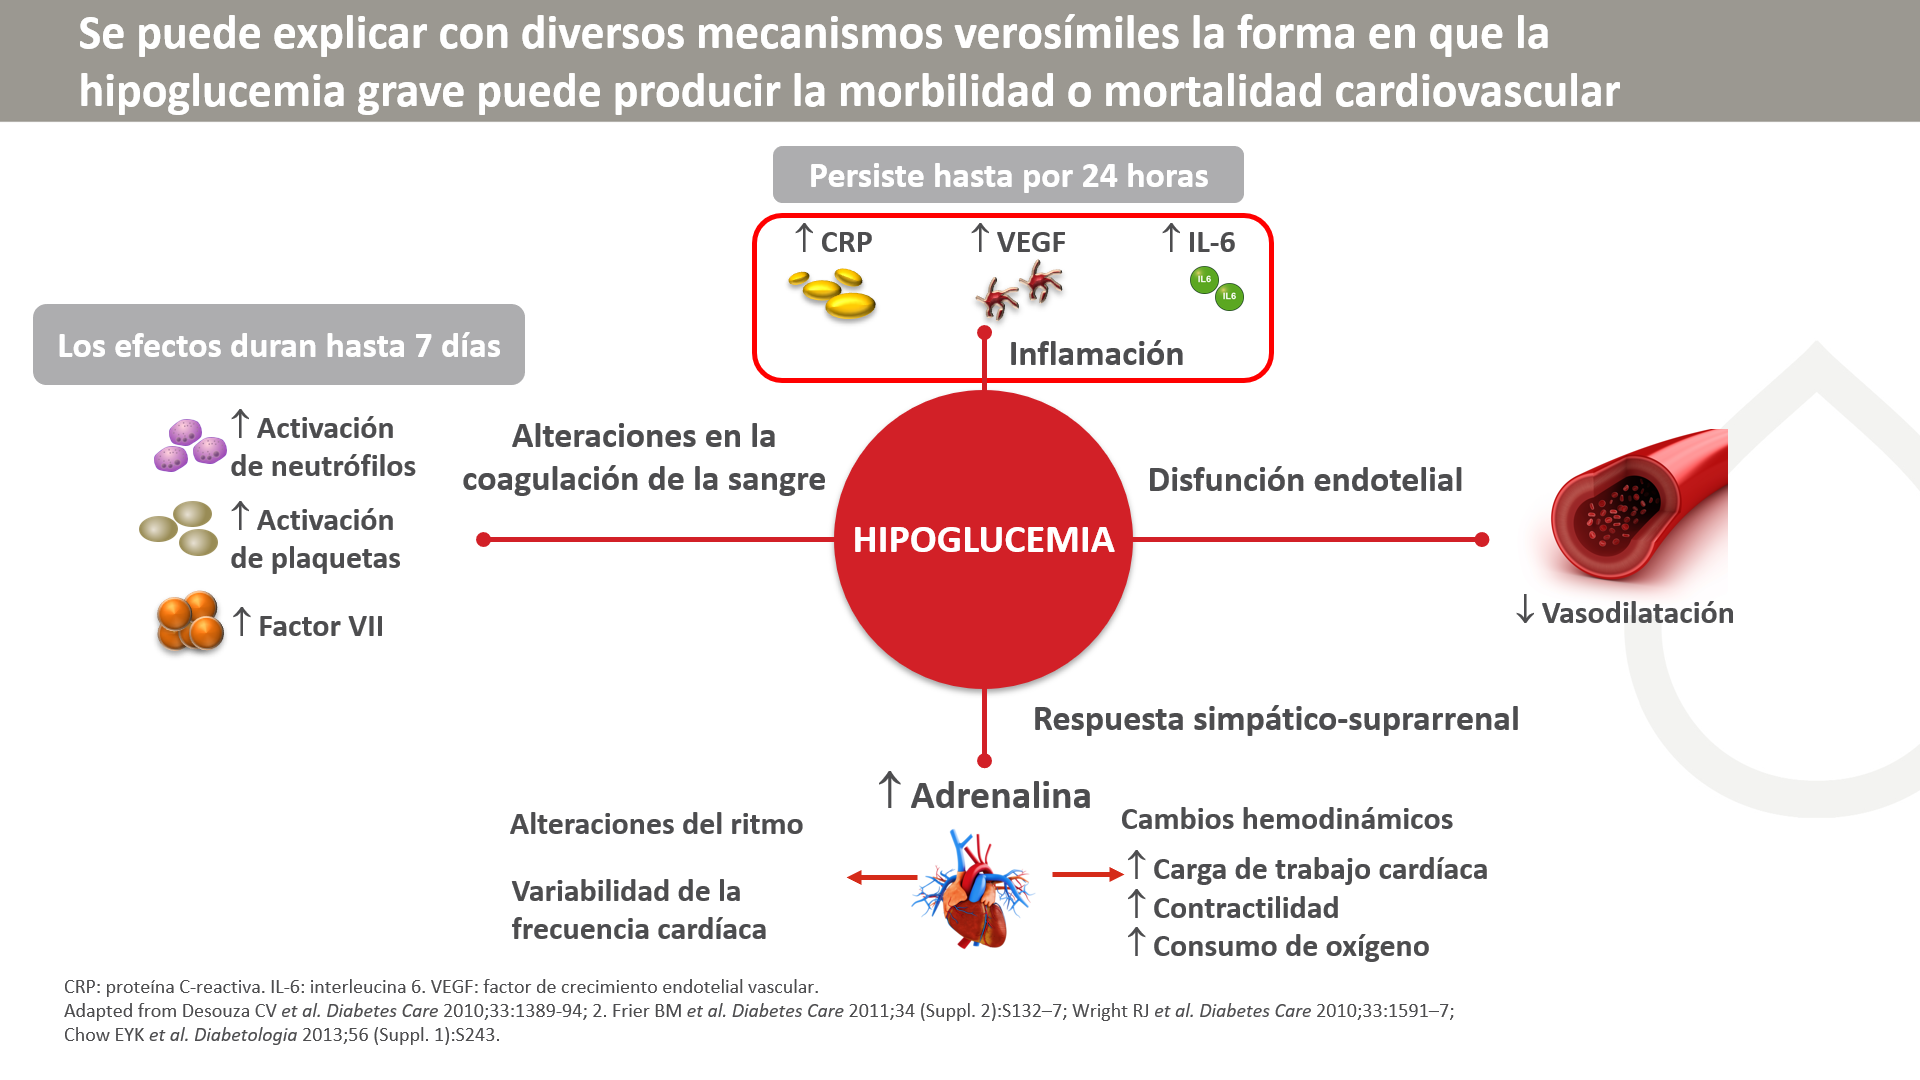 Se puede explicar con diversos mecanismos verosímiles la forma en que la
hipoglucemia grave puede producir la morbilidad o mortalidad cardiovascular
Persiste hasta por 24 horas
↑ CRP
↑ VEGF
↑ IL-6
IL6
IL6
Inflamación
Los efectos duran hasta 7 días
↑ Activación
de neutrófilos
↑ Activación
de plaquetas
↑ Factor VII
Alteraciones en la
coagulación de la sangre
HIPOGLUCEMIA
Disfunción endotelial
↓ Vasodilatación
Respuesta simpático-suprarrenal
↑ Adrenalina
Alteraciones del ritmo
Variabilidad de la
frecuencia cardíaca
Cambios hemodinámicos
↑ Carga de trabajo cardíaca
↑ Contractilidad
↑ Consumo de oxígeno
CRP: proteína C-reactiva. IL-6: interleucina 6. VEGF: factor de crecimiento endotelial vascular.
Adapted from Desouza CV et al. Diabetes Care 2010;33:1389-94; 2. Frier BM et al. Diabetes Care 2011;34 (Suppl. 2):S132–7; Wright RJ et al. Diabetes Care 2010;33:1591–7;
Chow EYK et al. Diabetologia 2013;56 (Suppl. 1):S243.